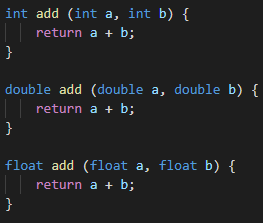 int add (int a, int b) {
    return a + b;
}
double add (double a, double b) {
    return a + b;
}
float add (float a, float b) {
    return a + b;
}